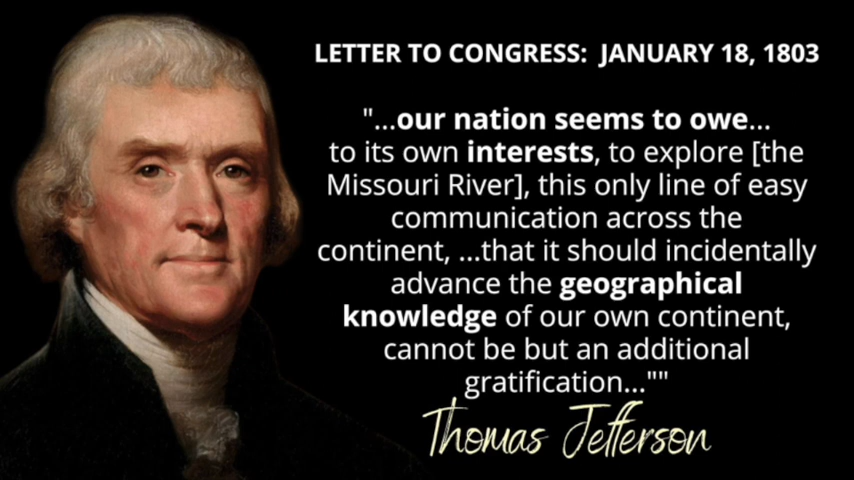 LETTER TO CONGRESS: JANUARY 18, 1803
"...our nation seems to owe...
to its own interests, to explore [the
Missouri River], this only line of easy
communication across the
continent, ...that it should incidentally
advance the geographical
knowledge of our own continent,
cannot be but an additional
gratification...""
Thomas Jefferson